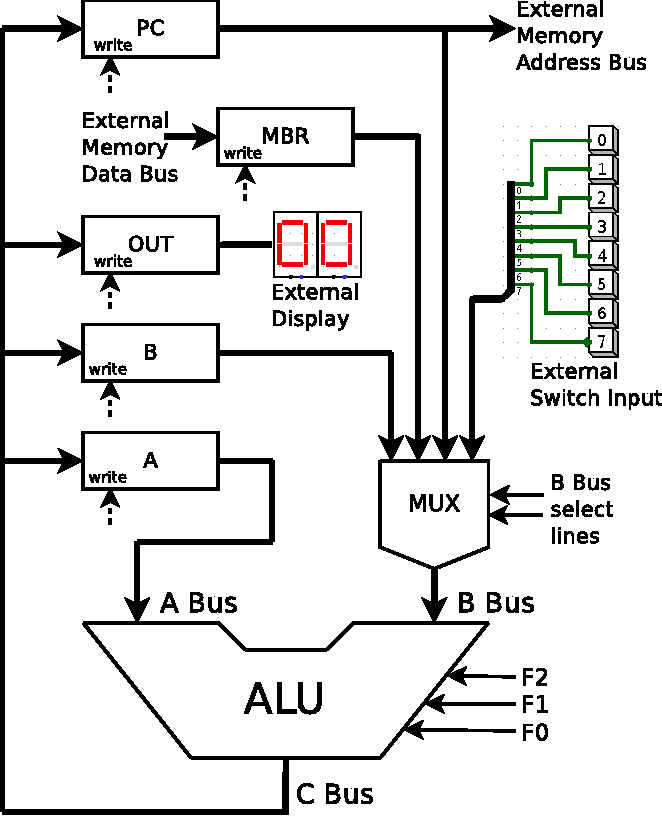 PC
write
External
Memory
Address Bus
External
Memory
Data Bus
MBR
write
OUT
write
00
External
Display
0
1
2
3
4
5
6
7
0
1
2
3
4
5
6
7
External
Switch Input
B
write
A
write
MUX
B Bus
select
lines
A Bus
B Bus
ALU
F2
F1
F0
C Bus